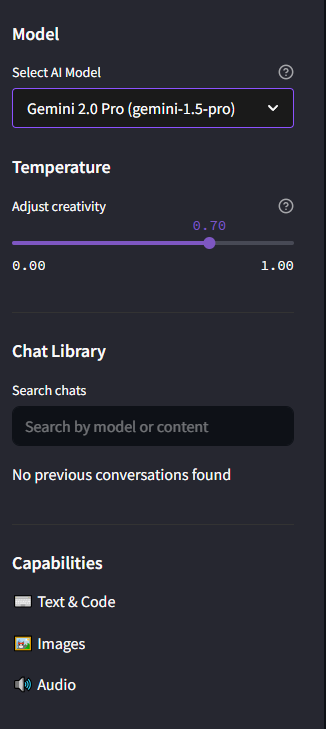 Model
Select AI Model
Gemini 2.0 Pro (gemini-1.5-pro)
Temperature
Adjust creativity
0.70
0.00 1.00
Chat Library
Search chats
Search by model or content
No previous conversations found
Capabilities
Text & Code
Images
Audio